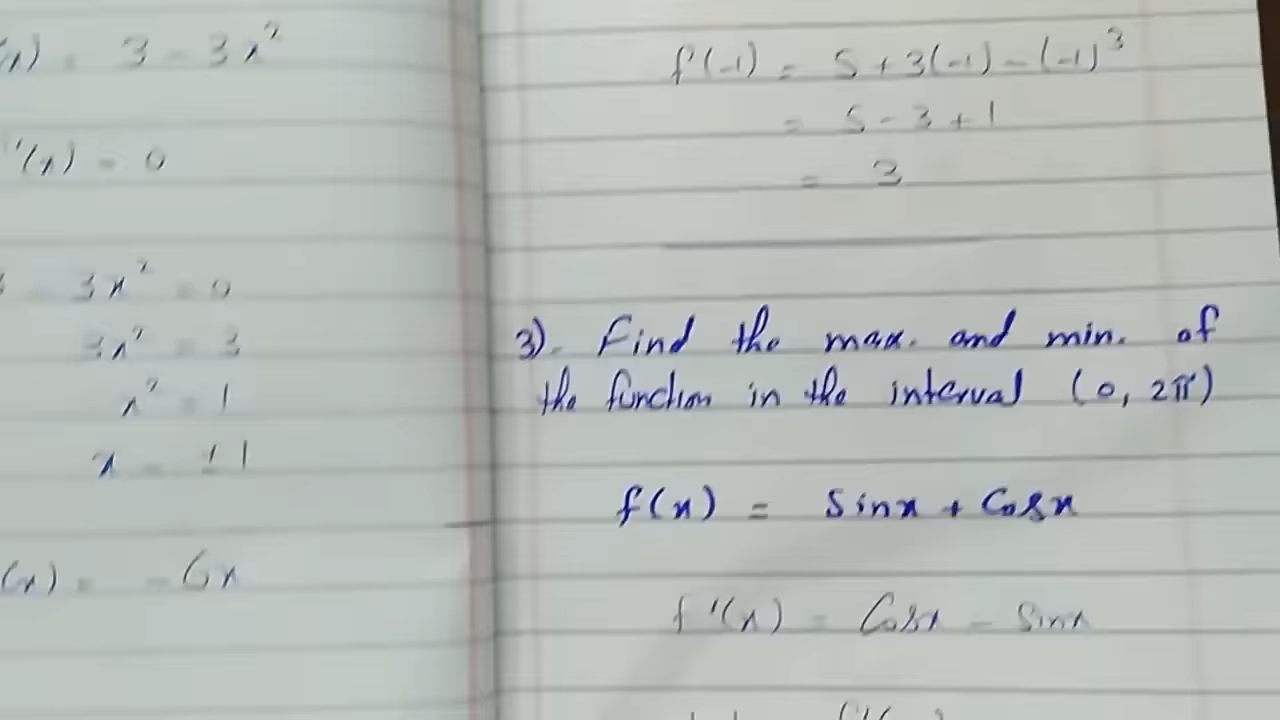 (x) = 3 - 3x²
'(x) = 0
3 - 3x² = 0
3x² = 3
x² = 1
x = ±1
(x) = -6x
f'(-1) = 5 + 3(-1) - (-1)³
= 5 - 3 + 1
= 3
3). Find the max. and min. of
the function in the interval (0, 2π)
f(x) = Sinx + Cosx
f'(x) = Cosx - Sinx